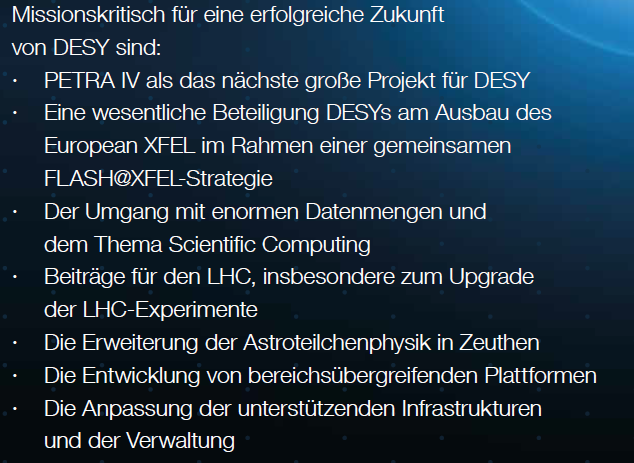 Missionskritisch für eine erfolgreiche Zukunft
von DESY sind:
· PETRA IV als das nächste große Projekt für DESY
· Eine wesentliche Beteiligung DESYs am Ausbau des
European XFEL im Rahmen einer gemeinsamen
FLASH@XFEL-Strategie
· Der Umgang mit enormen Datenmengen und
dem Thema Scientific Computing
· Beiträge für den LHC, insbesondere zum Upgrade
der LHC-Experimente
· Die Erweiterung der Astroteilchenphysik in Zeuthen
· Die Entwicklung von bereichsübergreifenden Plattformen
· Die Anpassung der unterstützenden Infrastrukturen
und der Verwaltung